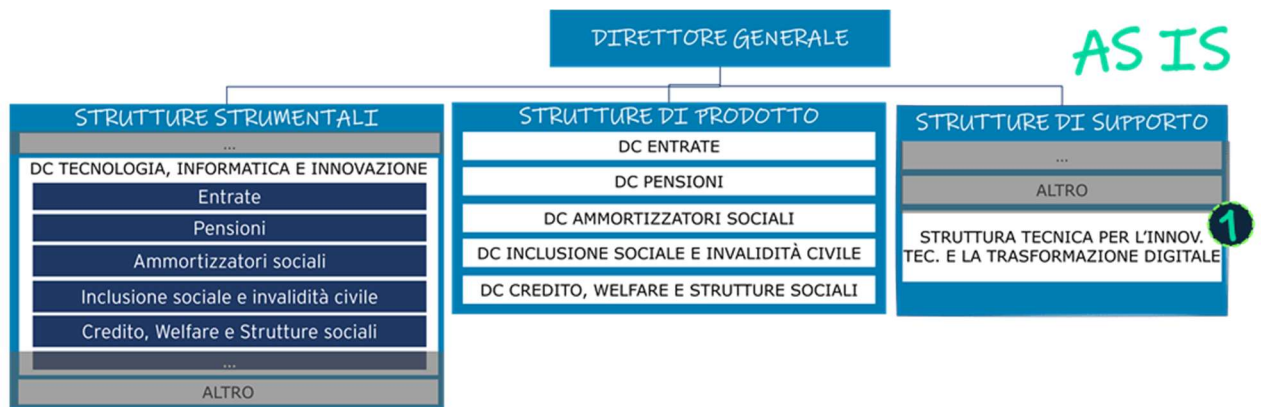 DIRETTORE GENERALE
AS IS
STRUTTURE STRUMENTALI
...
DC TECNOLOGIA, INFORMATICA E INNOVAZIONE
Entrate
Pensioni
Ammortizzatori sociali
Inclusione sociale e invalidità civile
Credito, Welfare e Strutture sociali
...
ALTRO
STRUTTURE DI PRODOTTO
DC ENTRATE
DC PENSIONI
DC AMMORTIZZATORI SOCIALI
DC INCLUSIONE SOCIALE E INVALIDITÀ CIVILE
DC CREDITO, WELFARE E STRUTTURE SOCIALI
STRUTTURE DI SUPPORTO
...
ALTRO
1
STRUTTURA TECNICA PER L'INNOV.
TEC. E LA TRASFORMAZIONE DIGITALE